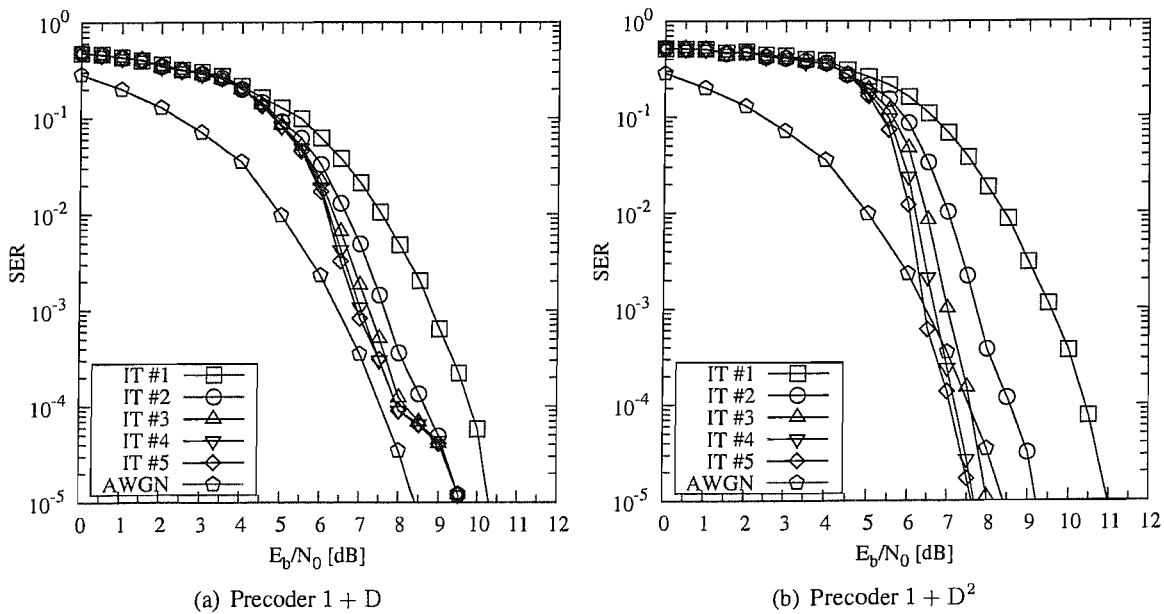 10^0
10^-1
10^-2
10^-3
10^-4
10^-5
SER
IT #1
IT #2
IT #3
IT #4
IT #5
AWGN
0 1 2 3 4 5 6 7 8 9 10 11 12
E_b/N_0 [dB]
(a) Precoder 1 + D
10^0
10^-1
10^-2
10^-3
10^-4
10^-5
SER
IT #1
IT #2
IT #3
IT #4
IT #5
AWGN
0 1 2 3 4 5 6 7 8 9 10 11 12
E_b/N_0 [dB]
(b) Precoder 1 + D^2